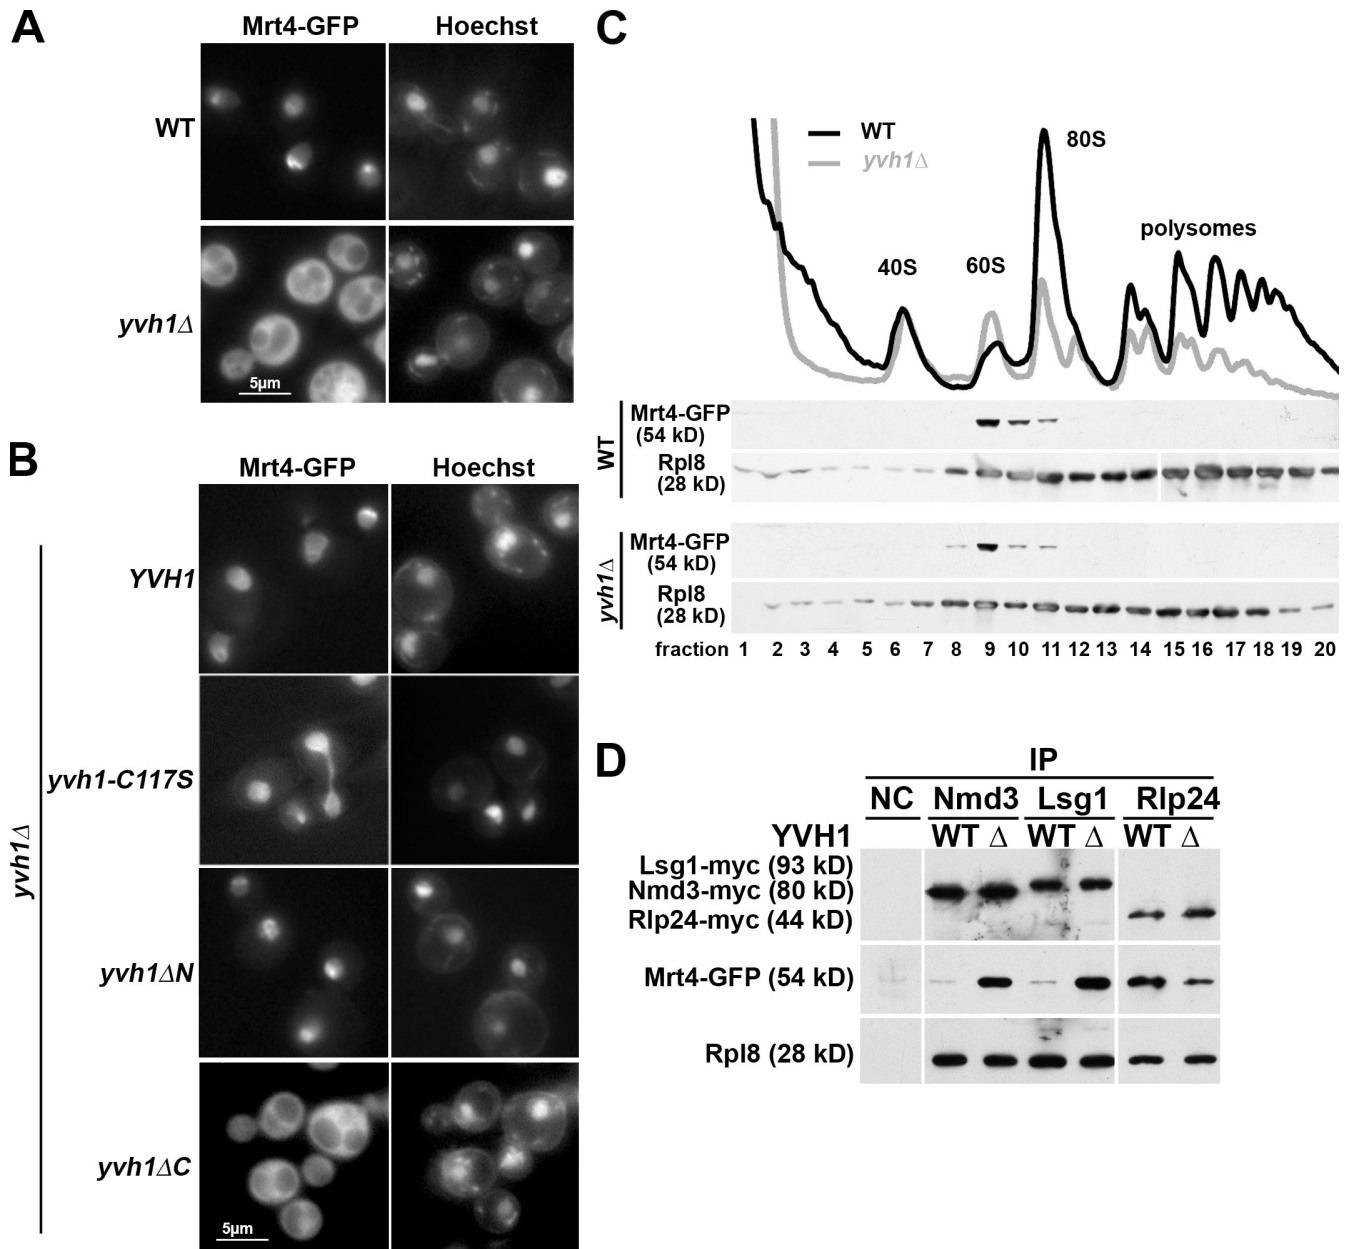 A
Mrt4-GFP Hoechst
WT
yvh1Δ
5µm
B
Mrt4-GFP Hoechst
yvh1Δ
YVH1
yvh1-C117S
yvh1ΔN
yvh1ΔC
5µm
C
WT
yvh1Δ
40S
60S
80S
polysomes
WT
Mrt4-GFP
(54 kD)
Rpl8
(28 kD)
yvh1Δ
Mrt4-GFP
(54 kD)
Rpl8
(28 kD)
fraction 1 2 3 4 5 6 7 8 9 10 11 12 13 14 15 16 17 18 19 20
D
IP
NC Nmd3 Lsg1 Rlp24
YVH1 WT Δ WT Δ WT Δ
Lsg1-myc (93 kD)
Nmd3-myc (80 kD)
Rlp24-myc (44 kD)
Mrt4-GFP (54 kD)
Rpl8 (28 kD)